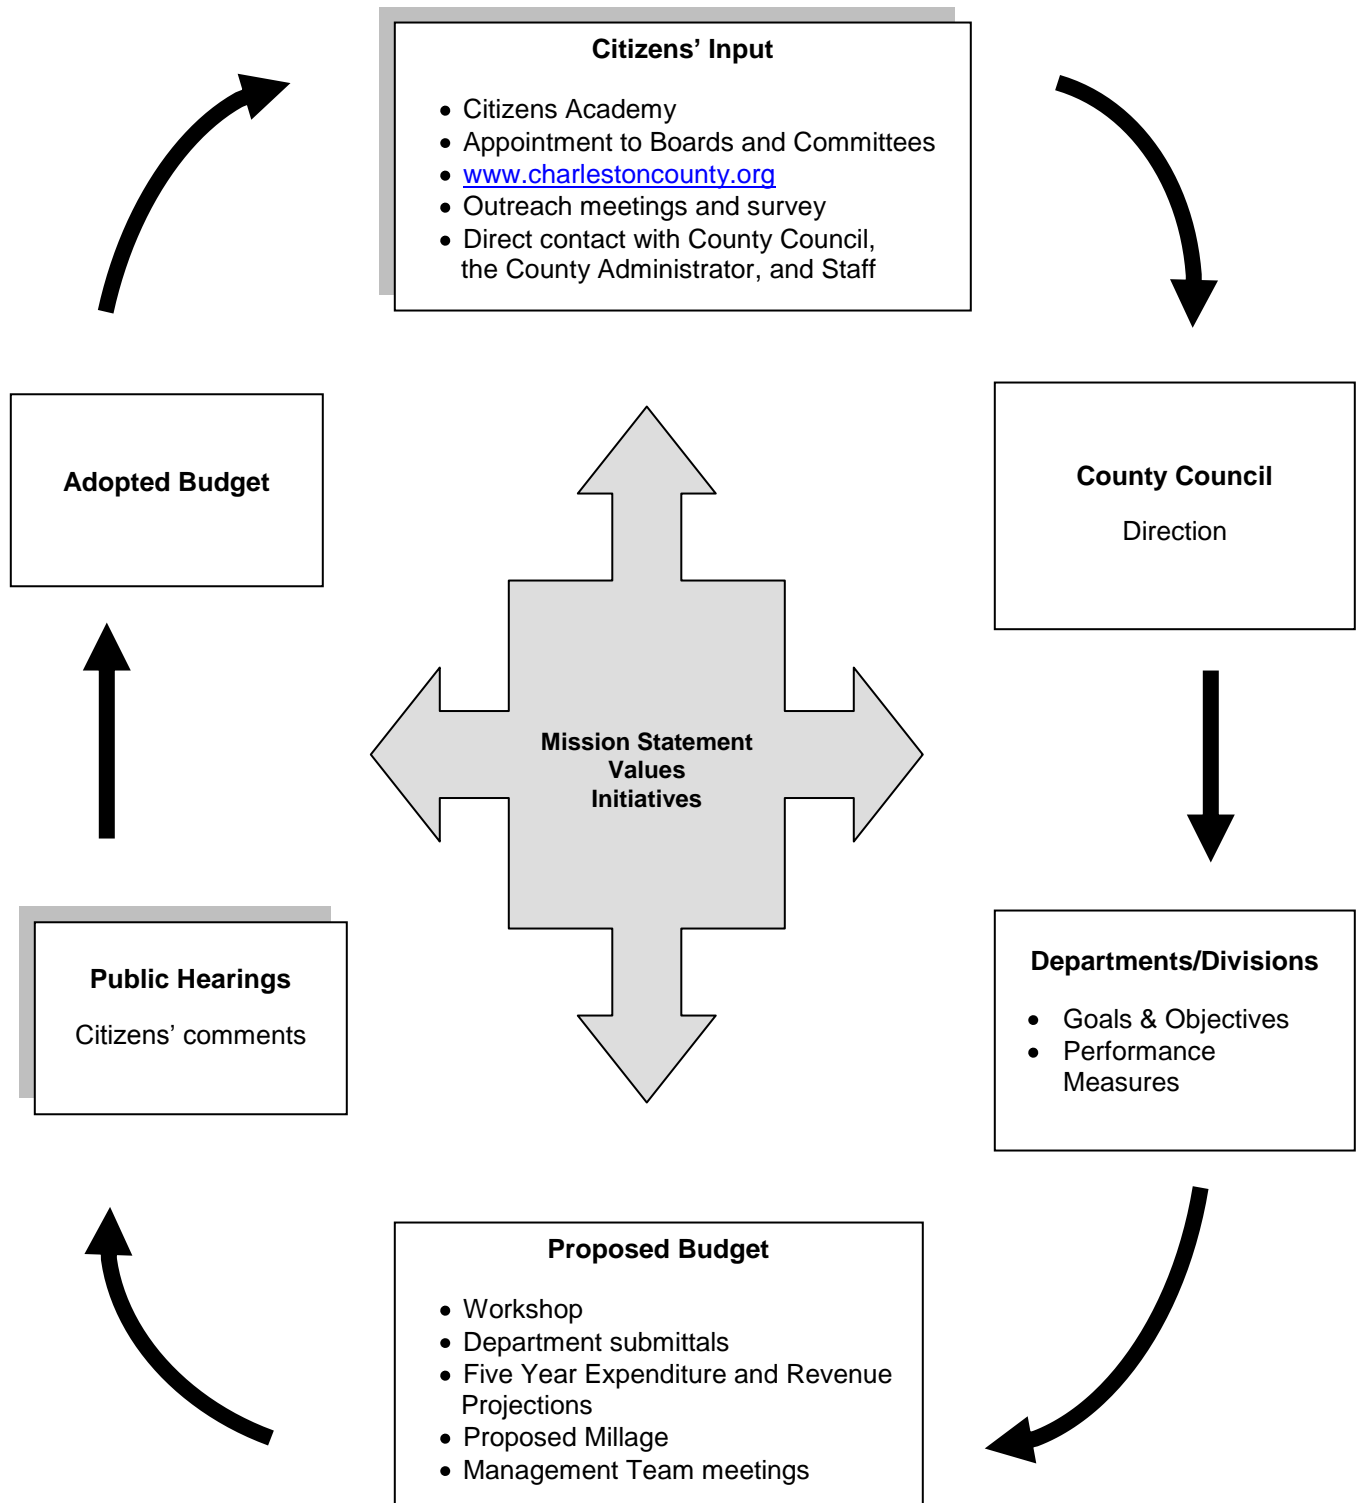 Citizens’ Input
• Citizens Academy
• Appointment to Boards and Committees
• www.charlestoncounty.org
• Outreach meetings and survey
• Direct contact with County Council,
the County Administrator, and Staff
County Council
Direction
Departments/Divisions
• Goals & Objectives
• Performance
Measures
Proposed Budget
• Workshop
• Department submittals
• Five Year Expenditure and Revenue
Projections
• Proposed Millage
• Management Team meetings
Public Hearings
Citizens’ comments
Adopted Budget
Mission Statement
Values
Initiatives